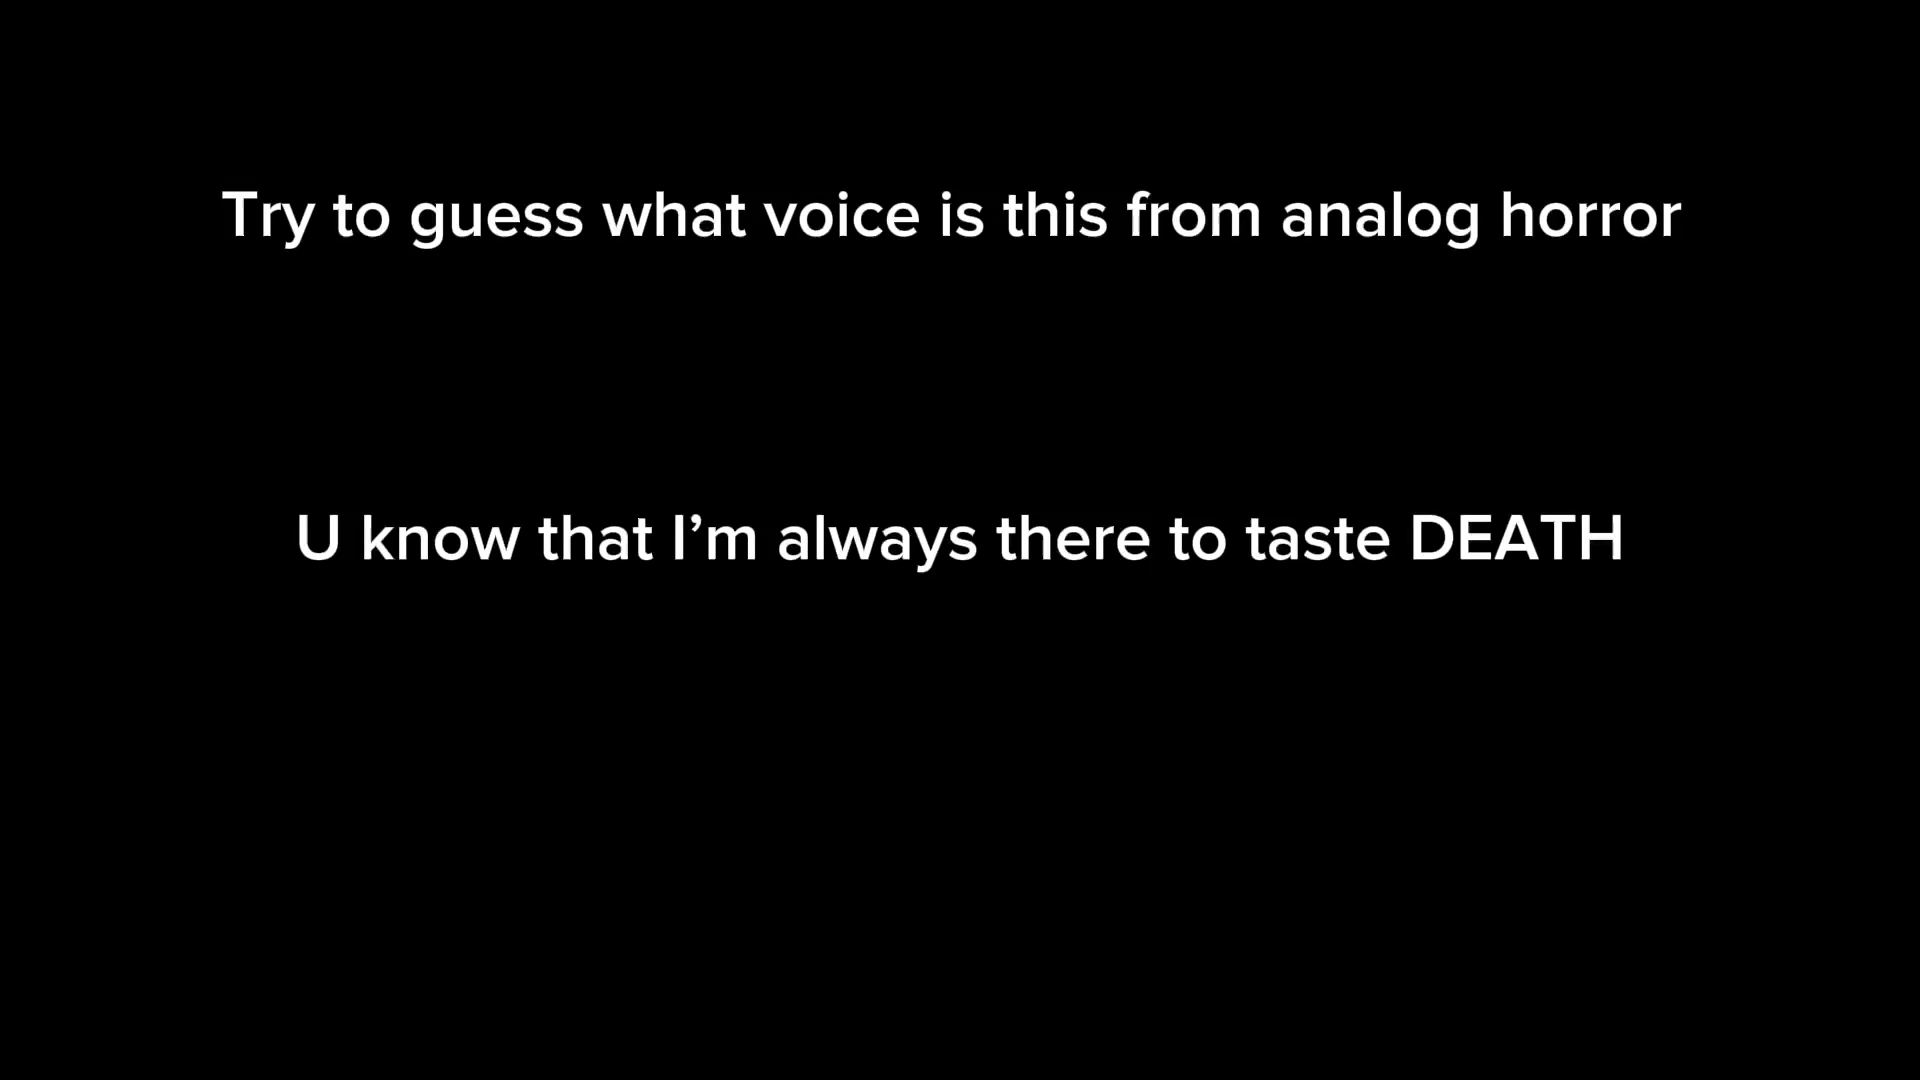 Try to guess what voice is this from analog horror
U know that I’m always there to taste DEATH